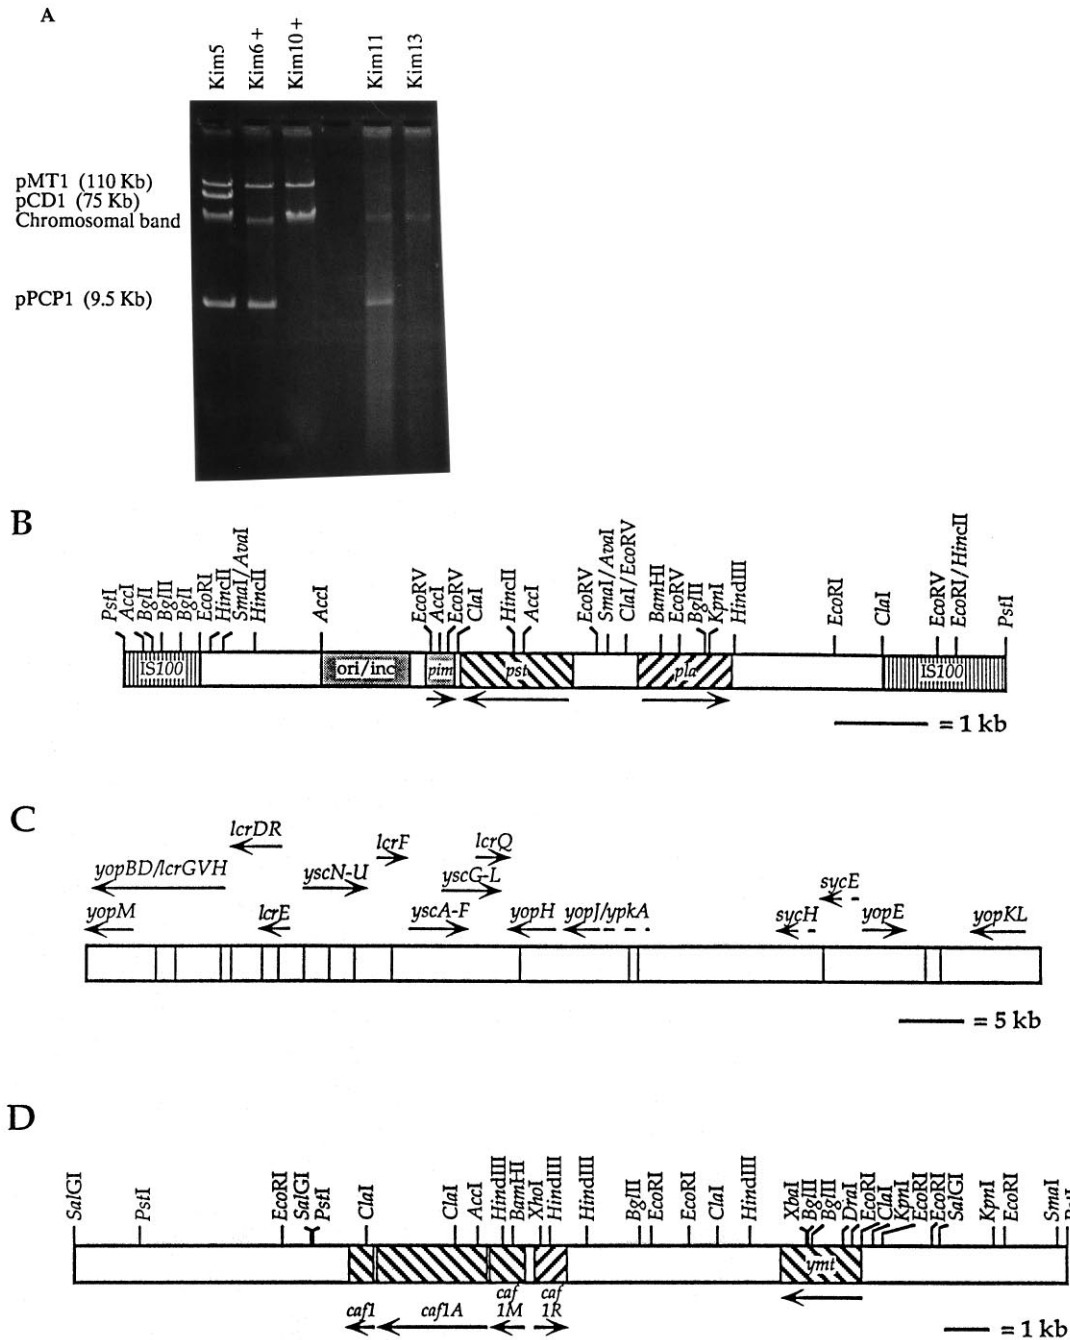 A
Kim5
Kim6 +
Kim10 +
Kim11
Kim13
pMT1 (110 Kb)
pCD1 (75 Kb)
Chromosomal band
pPCP1 (9.5 Kb)
B
PstI
AccI
BglI
BglII
BglI
EcoRI
HincII
SmaI/AvaI
HincII
AccI
EcoRV
AccI
EcoRV
ClaI
HincII
AccI
EcoRV
SmaI/AvaI
ClaI/EcoRV
BamHI
EcoRV
BglII
KpnI
HindIII
EcoRI
ClaI
EcoRV
EcoRI/HincII
PstI
IS100
ori/inc
pim
pst
pla
IS100
= 1 kb
C
lcrDR
lcrF
lcrQ
yopBD/lcrGVH
yscN-U
yscG-L
sycE
yopM
lcrE
yscA-F
yopH
yopJ/ypkA
sycH
yopE
yopKL
= 5 kb
D
SalGI
PstI
EcoRI
SalGI
PstI
ClaI
ClaI
AccI
HindIII
BamHI
XhoI
HindIII
HindIII
BglII
EcoRI
EcoRI
ClaI
HindIII
XbaI
BglII
BglII
DraI
EcoRI
ClaI
KpnI
EcoRI
EcoRI
SalGI
KpnI
EcoRI
SmaI
ymt
caf1
caf1A
caf
1M
caf
1R
= 1 kb